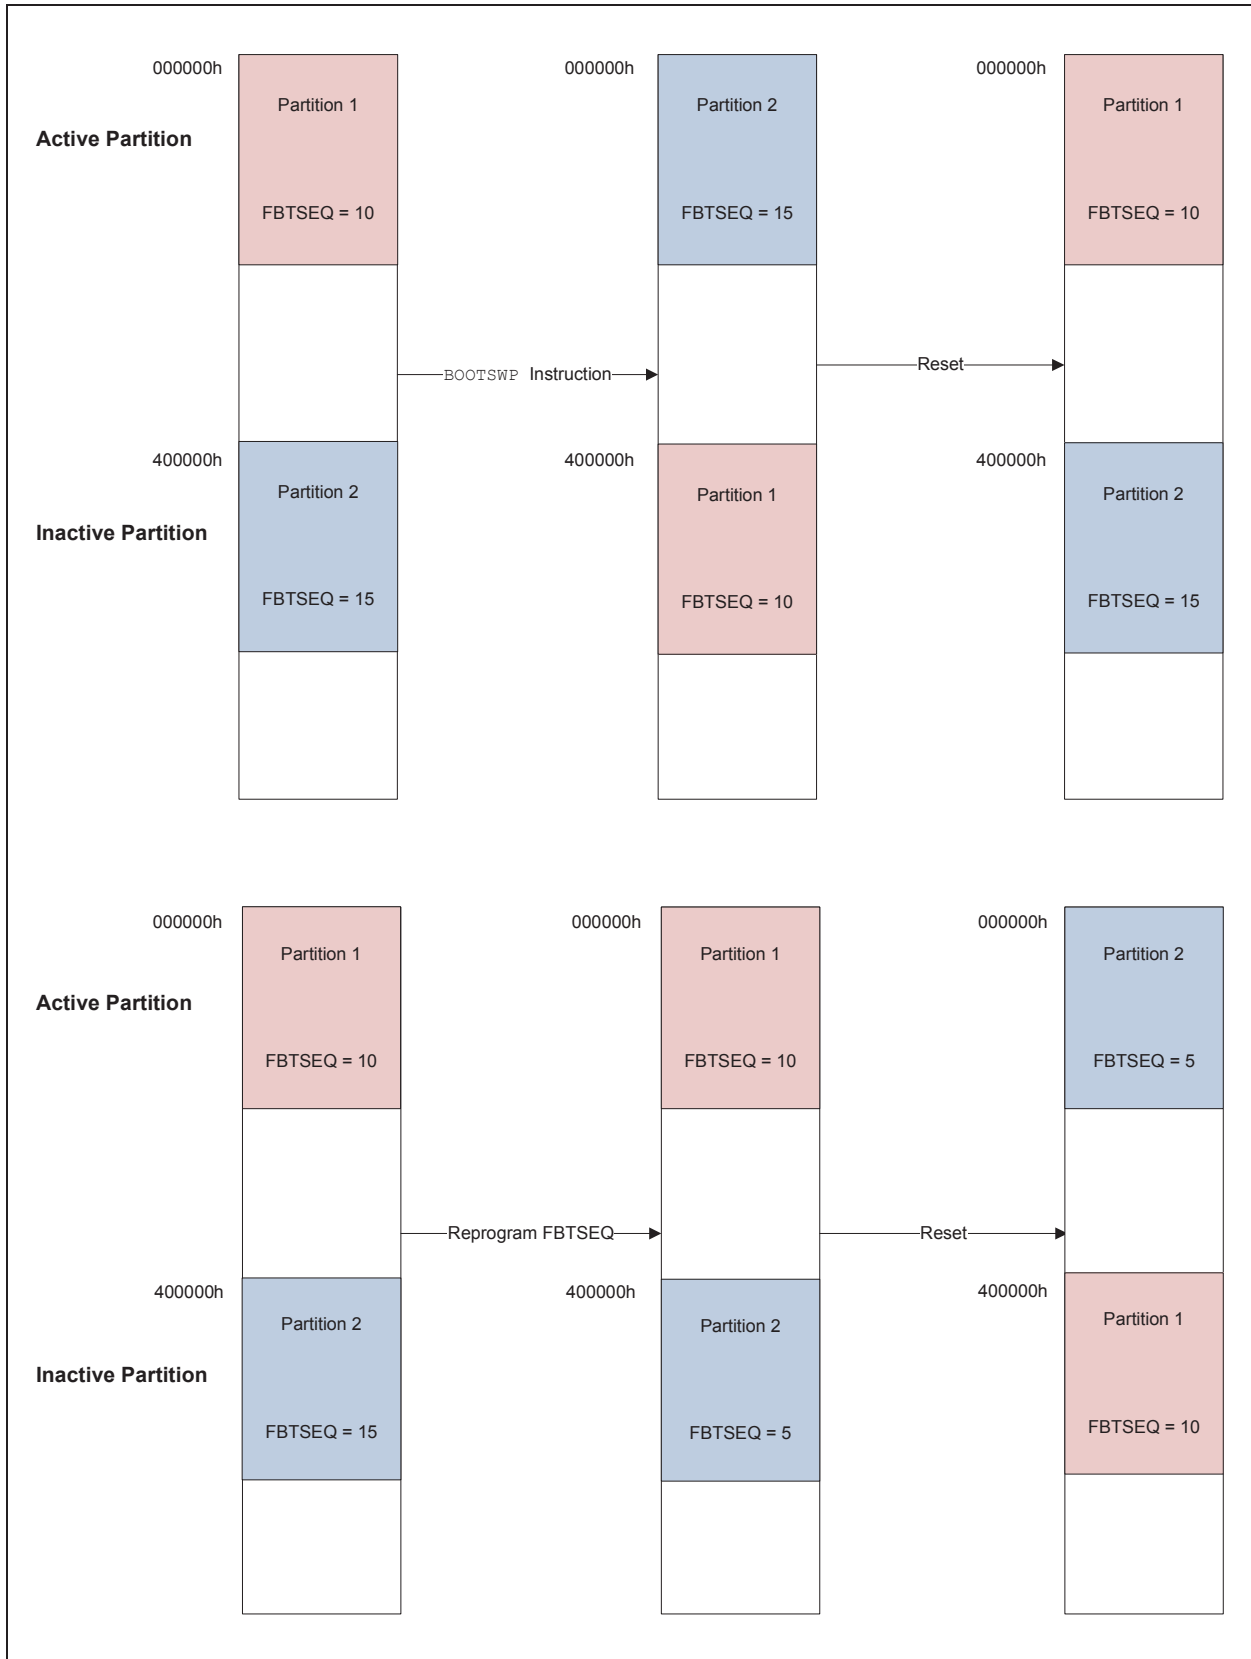 000000h
000000h
000000h
Partition 1
Partition 2
Partition 1
Active Partition
FBTSEQ = 10
FBTSEQ = 15
FBTSEQ = 10
BOOTSWP Instruction
Reset
400000h
400000h
400000h
Partition 2
Partition 1
Partition 2
Inactive Partition
FBTSEQ = 15
FBTSEQ = 10
FBTSEQ = 15
000000h
000000h
000000h
Partition 1
Partition 1
Partition 2
Active Partition
FBTSEQ = 10
FBTSEQ = 10
FBTSEQ = 5
Reprogram FBTSEQ
Reset
400000h
400000h
400000h
Partition 2
Partition 2
Partition 1
Inactive Partition
FBTSEQ = 15
FBTSEQ = 5
FBTSEQ = 10